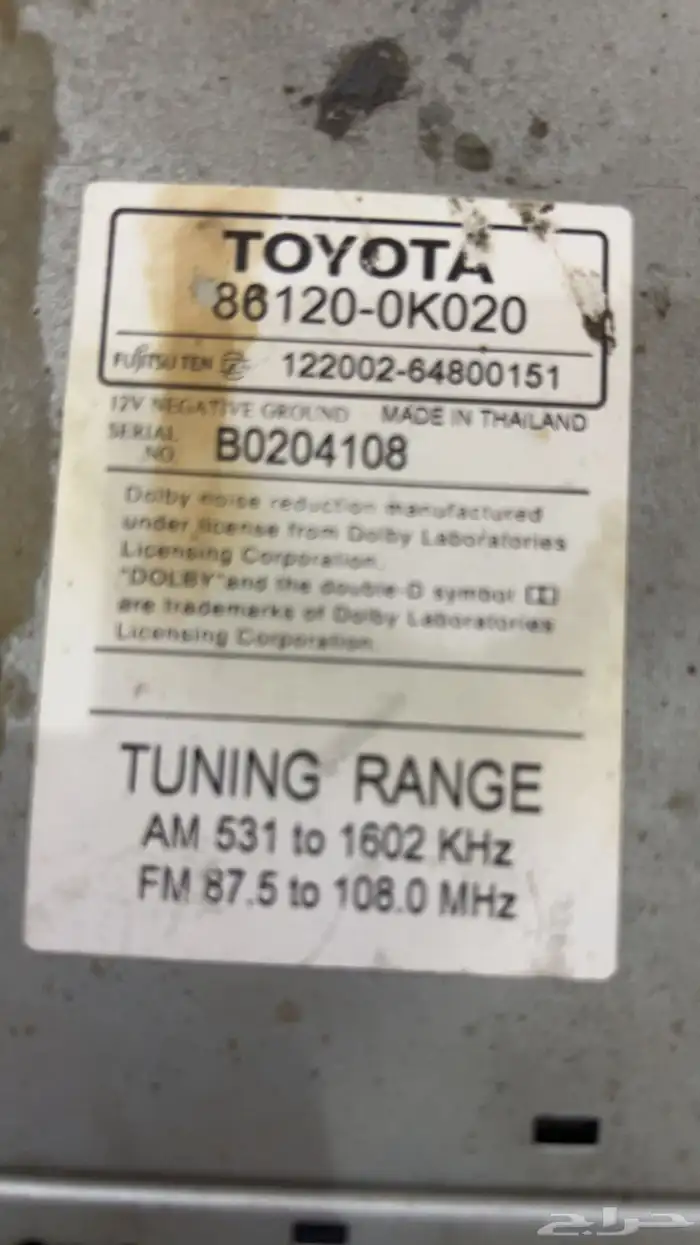 TOYOTA
86120-0K020
FUJITSU TEN 122002-64800151
12V NEGATIVE GROUND MADE IN THAILAND
SERIAL NO. B0204108
Dolby noise reduction manufactured
under license from Dolby Laboratories
Licensing Corporation.
"DOLBY" and the double-D symbol
are trademarks of Dolby Laboratories
Licensing Corporation.
TUNING RANGE
AM 531 to 1602 KHz
FM 87.5 to 108.0 MHz
حراج